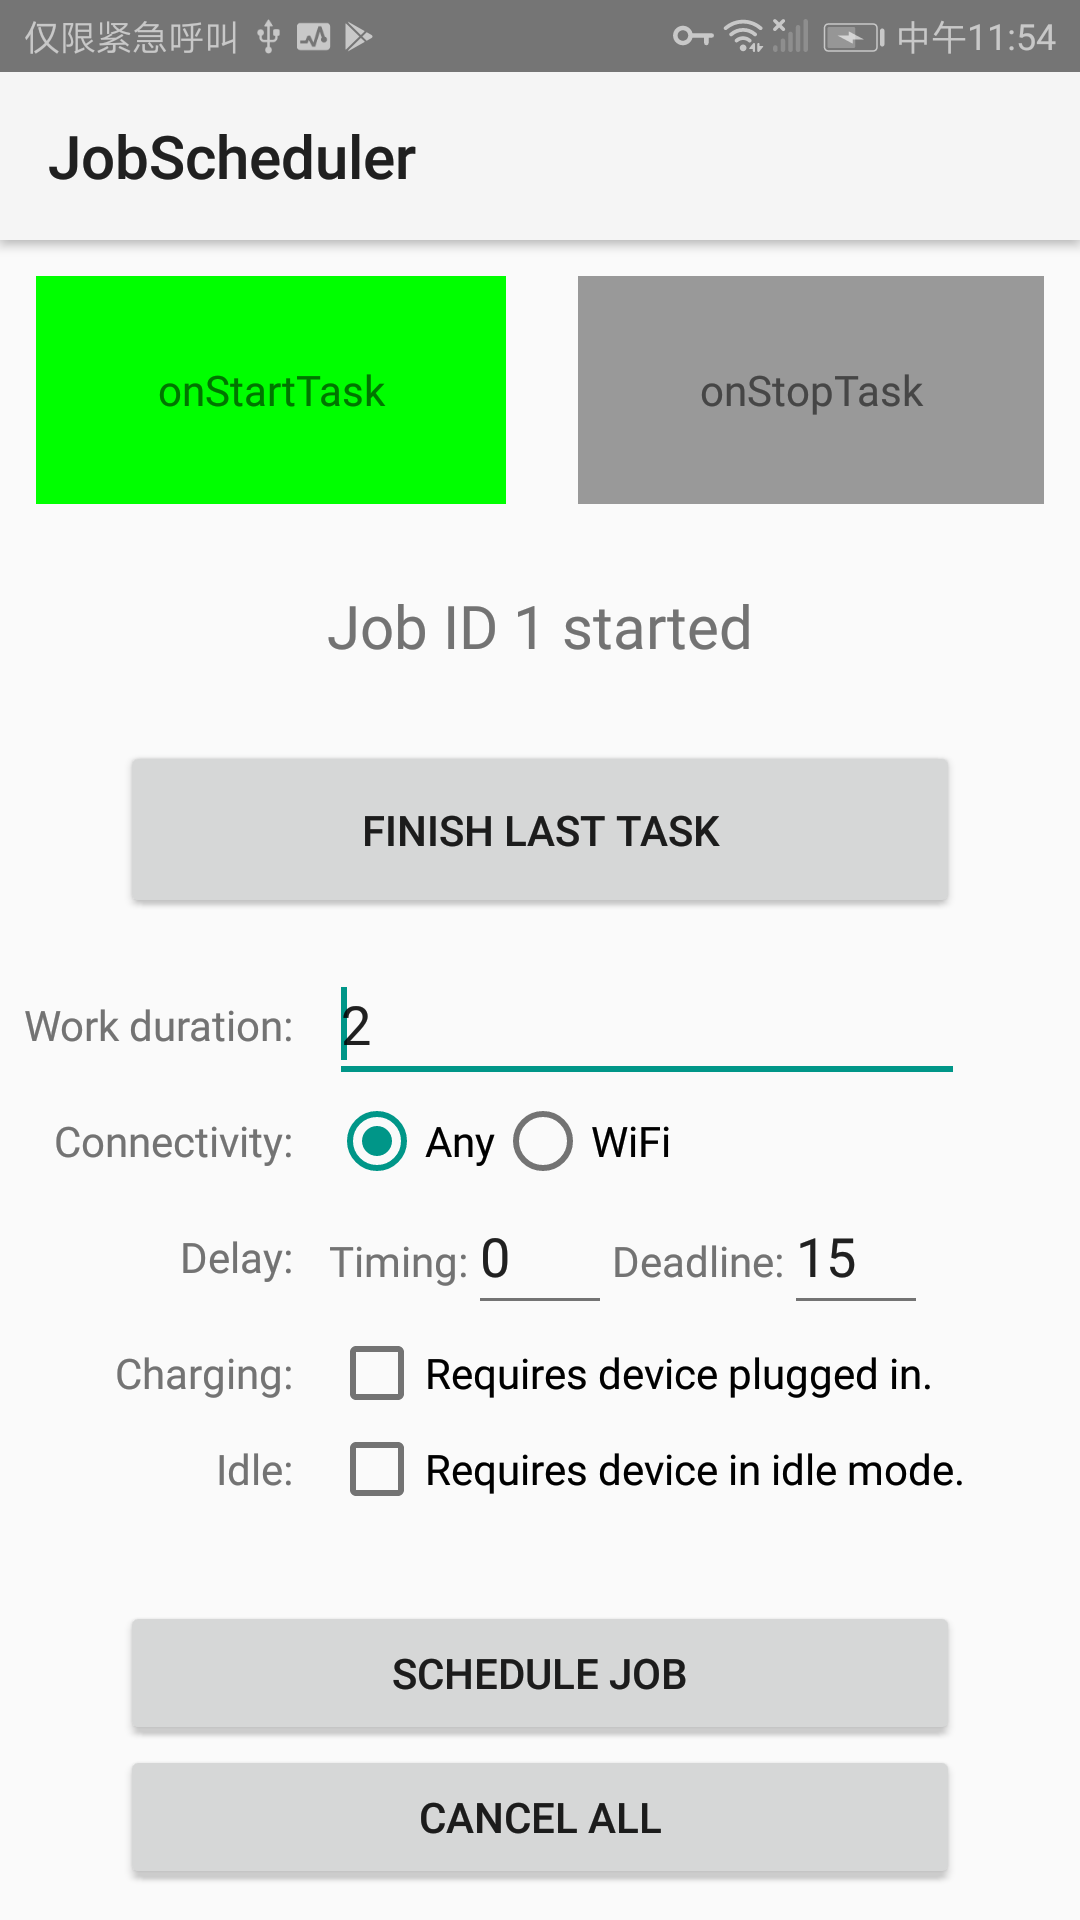 仅限紧急呼叫 中午11:54
JobScheduler
onStartTask onStopTask
Job ID 1 started
FINISH LAST TASK
Work duration: 2
Connectivity: Any WiFi
Delay: Timing: 0 Deadline: 15
Charging: Requires device plugged in.
Idle: Requires device in idle mode.
SCHEDULE JOB
CANCEL ALL